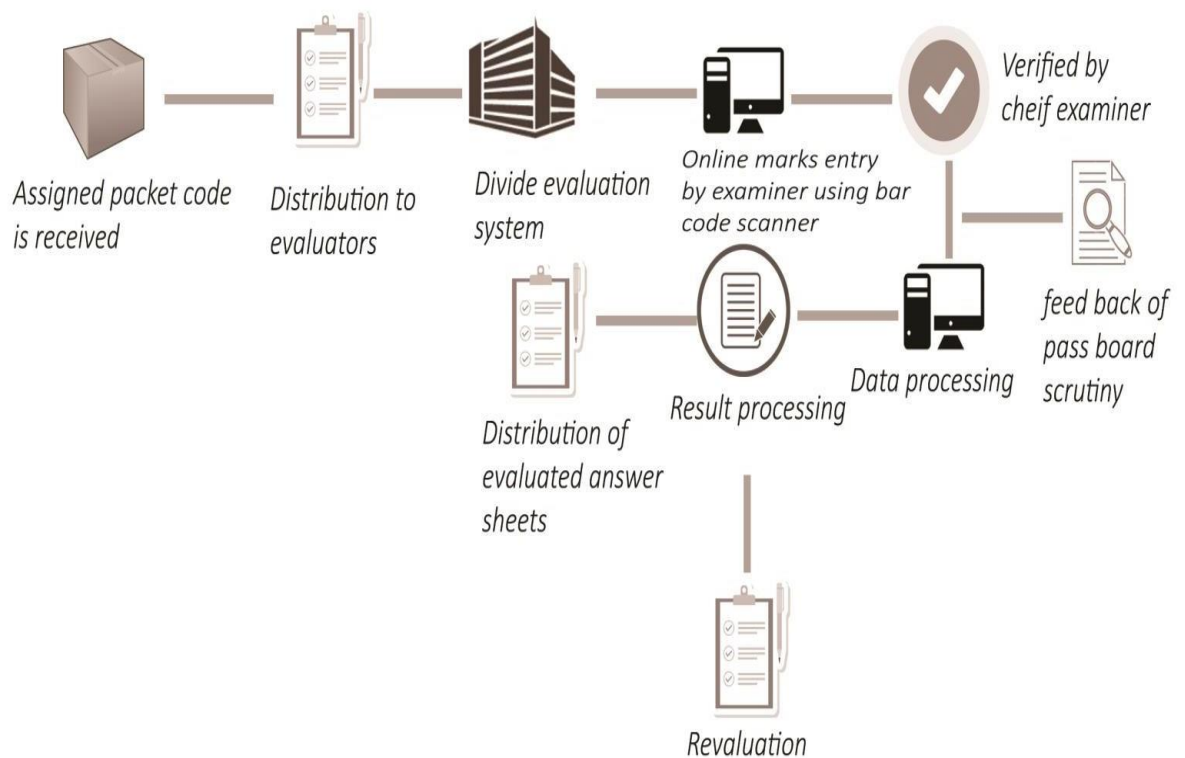 Assigned packet code
is received
Distribution to
evaluators
Divide evaluation
system
Online marks entry
by examiner using bar
code scanner
Verified by
cheif examiner
feed back of
pass board
scrutiny
Data processing
Result processing
Distribution of
evaluated answer
sheets
Revaluation